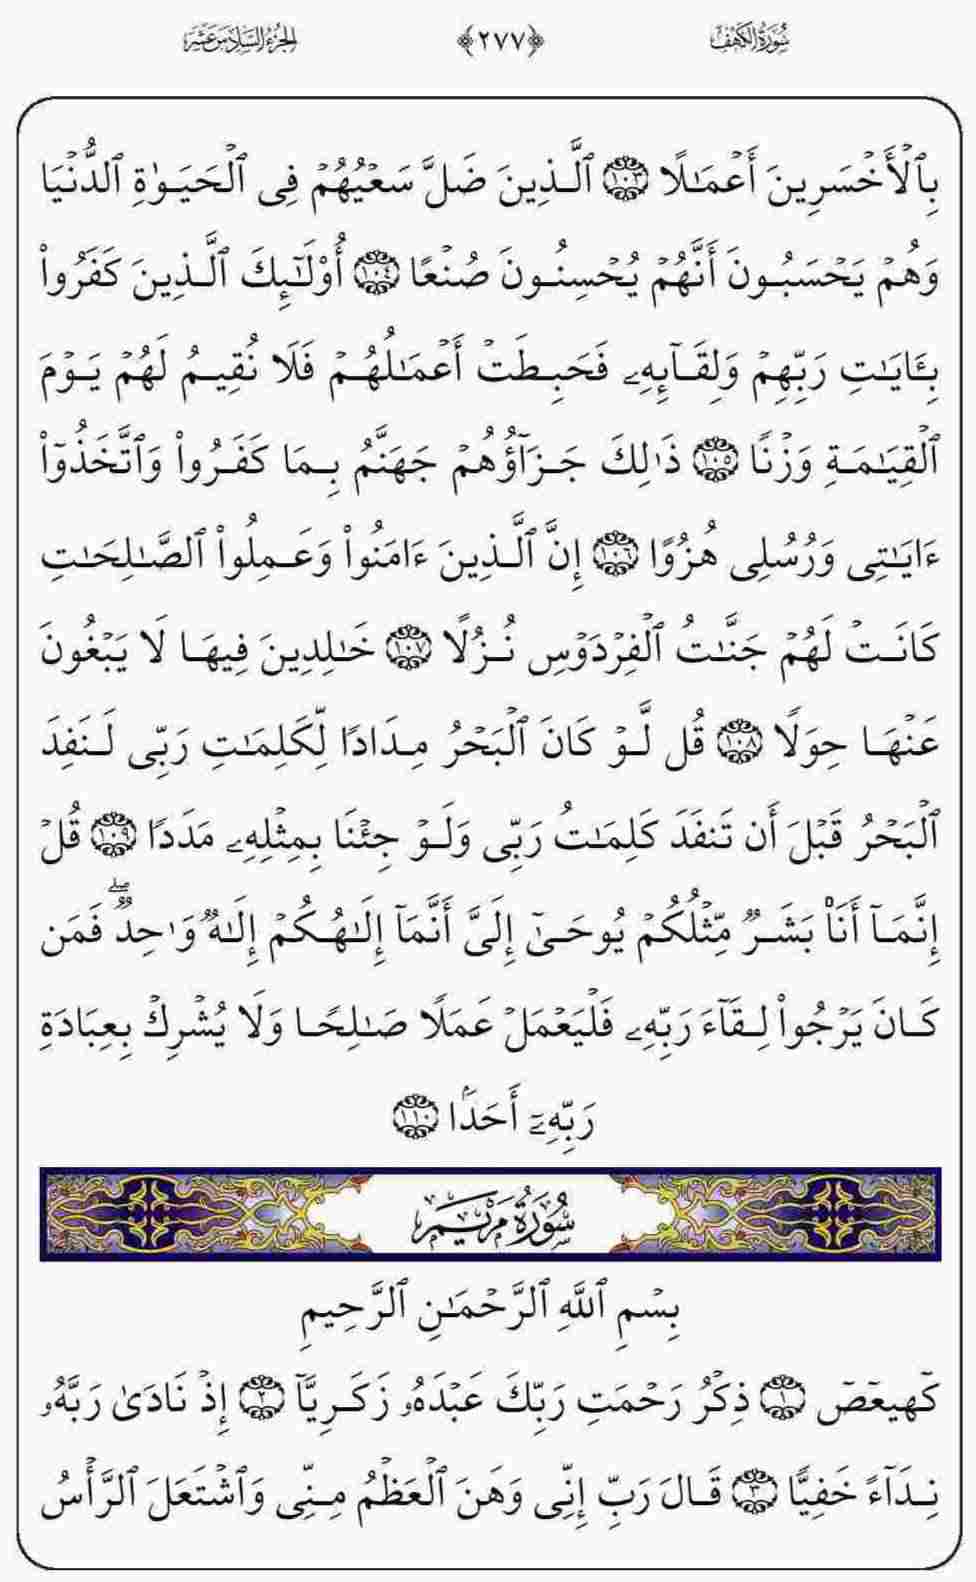 سُورَةُ الكَهْفِ ﴿٢٧٧﴾ الجُزْءُ السَّادِسَ عَشَرَ
بِٱلۡأَخۡسَرِينَ أَعۡمَٰلًا ١٠٣ ٱلَّذِينَ ضَلَّ سَعۡيُهُمۡ فِى ٱلۡحَيَوٰةِ ٱلدُّنۡيَا
وَهُمۡ يَحۡسَبُونَ أَنَّهُمۡ يُحۡسِنُونَ صُنۡعًا ١٠٤ أُوْلَٰٓئِكَ ٱلَّذِينَ كَفَرُواْ
بِـَٔايَٰتِ رَبِّهِمۡ وَلِقَآئِهِۦ فَحَبِطَتۡ أَعۡمَٰلُهُمۡ فَلَا نُقِيمُ لَهُمۡ يَوۡمَ
ٱلۡقِيَٰمَةِ وَزۡنًا ١٠٥ ذَٰلِكَ جَزَآؤُهُمۡ جَهَنَّمُ بِمَا كَفَرُواْ وَٱتَّخَذُوٓاْ
ءَايَٰتِى وَرُسُلِى هُزُوًا ١٠٦ إِنَّ ٱلَّذِينَ ءَامَنُواْ وَعَمِلُواْ ٱلصَّٰلِحَٰتِ
كَانَتۡ لَهُمۡ جَنَّٰتُ ٱلۡفِرۡدَوۡسِ نُزُلًا ١٠٧ خَٰلِدِينَ فِيهَا لَا يَبۡغُونَ
عَنۡهَا حِوَلًا ١٠٨ قُل لَّوۡ كَانَ ٱلۡبَحۡرُ مِدَادًا لِّكَلِمَٰتِ رَبِّى لَنَفِدَ
ٱلۡبَحۡرُ قَبۡلَ أَن تَنفَدَ كَلِمَٰتُ رَبِّى وَلَوۡ جِئۡنَا بِمِثۡلِهِۦ مَدَدًا ١٠٩ قُلۡ
إِنَّمَآ أَنَا۠ بَشَرٌ مِّثۡلُكُمۡ يُوحَىٰٓ إِلَىَّ أَنَّمَآ إِلَٰهُكُمۡ إِلَٰهٌ وَٰحِدٌۖ فَمَن
كَانَ يَرۡجُواْ لِقَآءَ رَبِّهِۦ فَلۡيَعۡمَلۡ عَمَلًا صَٰلِحًا وَلَا يُشۡرِكۡ بِعِبَادَةِ
رَبِّهِۦٓ أَحَدَۢا ١١٠
سُورَةُ مَرْيَمَ
بِسۡمِ ٱللَّهِ ٱلرَّحۡمَٰنِ ٱلرَّحِيمِ
كٓهيعٓصٓ ١ ذِكۡرُ رَحۡمَتِ رَبِّكَ عَبۡدَهُۥ زَكَرِيَّآ ٢ إِذۡ نَادَىٰ رَبَّهُۥ
نِدَآءً خَفِيًّا ٣ قَالَ رَبِّ إِنِّى وَهَنَ ٱلۡعَظۡمُ مِنِّى وَٱشۡتَعَلَ ٱلرَّأۡسُ